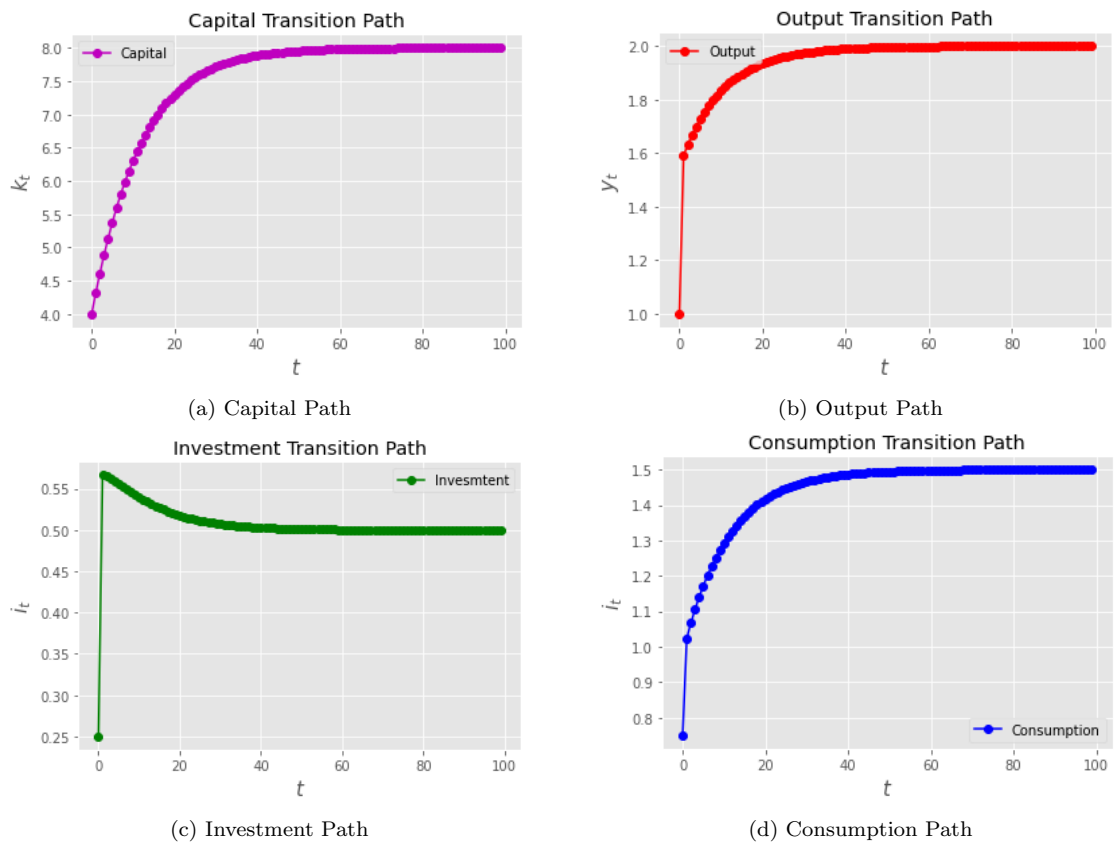 Capital Transition Path
Capital
8.0
7.5
7.0
6.5
6.0
5.5
5.0
4.5
4.0
k_t
0 20 40 60 80 100
t
(a) Capital Path
Output Transition Path
Output
2.0
1.8
1.6
1.4
1.2
1.0
y_t
0 20 40 60 80 100
t
(b) Output Path
Investment Transition Path
Invesmtent
0.55
0.50
0.45
0.40
0.35
0.30
0.25
i_t
0 20 40 60 80 100
t
(c) Investment Path
Consumption Transition Path
1.5
1.4
1.3
1.2
1.1
1.0
0.9
0.8
i_t
Consumption
0 20 40 60 80 100
t
(d) Consumption Path